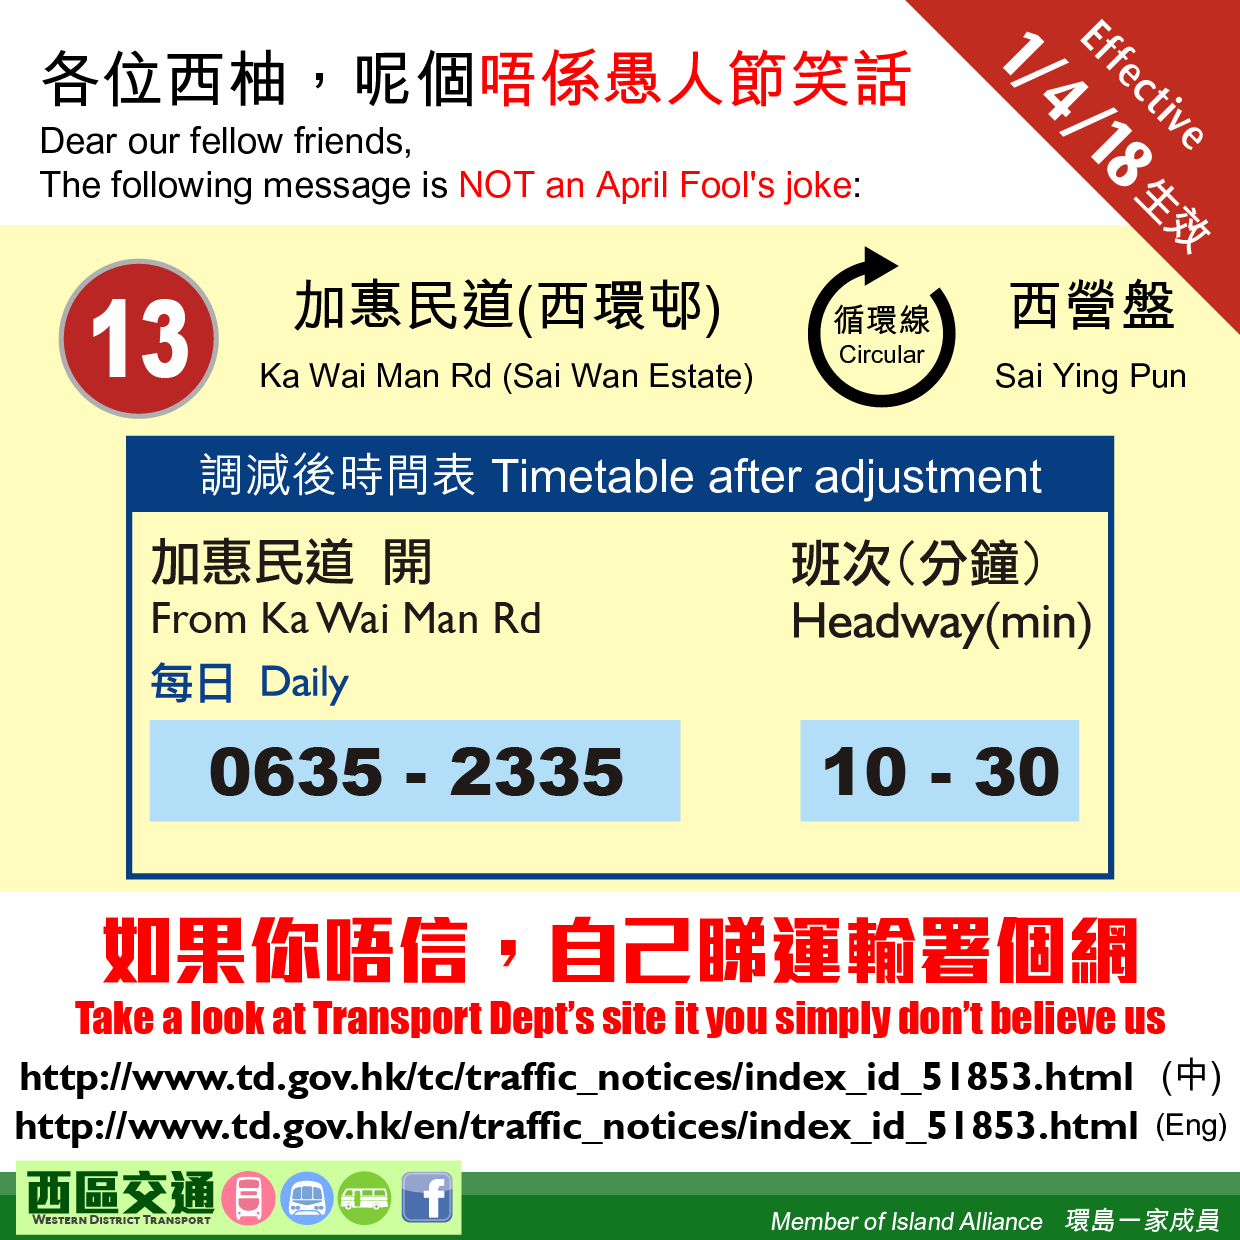 各位西柚，呢個唔係愚人節笑話
Dear our fellow friends,
The following message is NOT an April Fool's joke:
Effective
1/4/18 生效
13
加惠民道(西環邨)
Ka Wai Man Rd (Sai Wan Estate)
循環線
Circular
西營盤
Sai Ying Pun
調減後時間表 Timetable after adjustment
加惠民道 開
From Ka Wai Man Rd
每日 Daily
班次(分鐘)
Headway(min)
0635 - 2335
10 - 30
如果你唔信，自己睇運輸署個網
Take a look at Transport Dept's site it you simply don't believe us
http://www.td.gov.hk/tc/traffic_notices/index_id_51853.html (中)
http://www.td.gov.hk/en/traffic_notices/index_id_51853.html (Eng)
西區交通
WESTERN DISTRICT TRANSPORT
f
Member of Island Alliance 環島一家成員